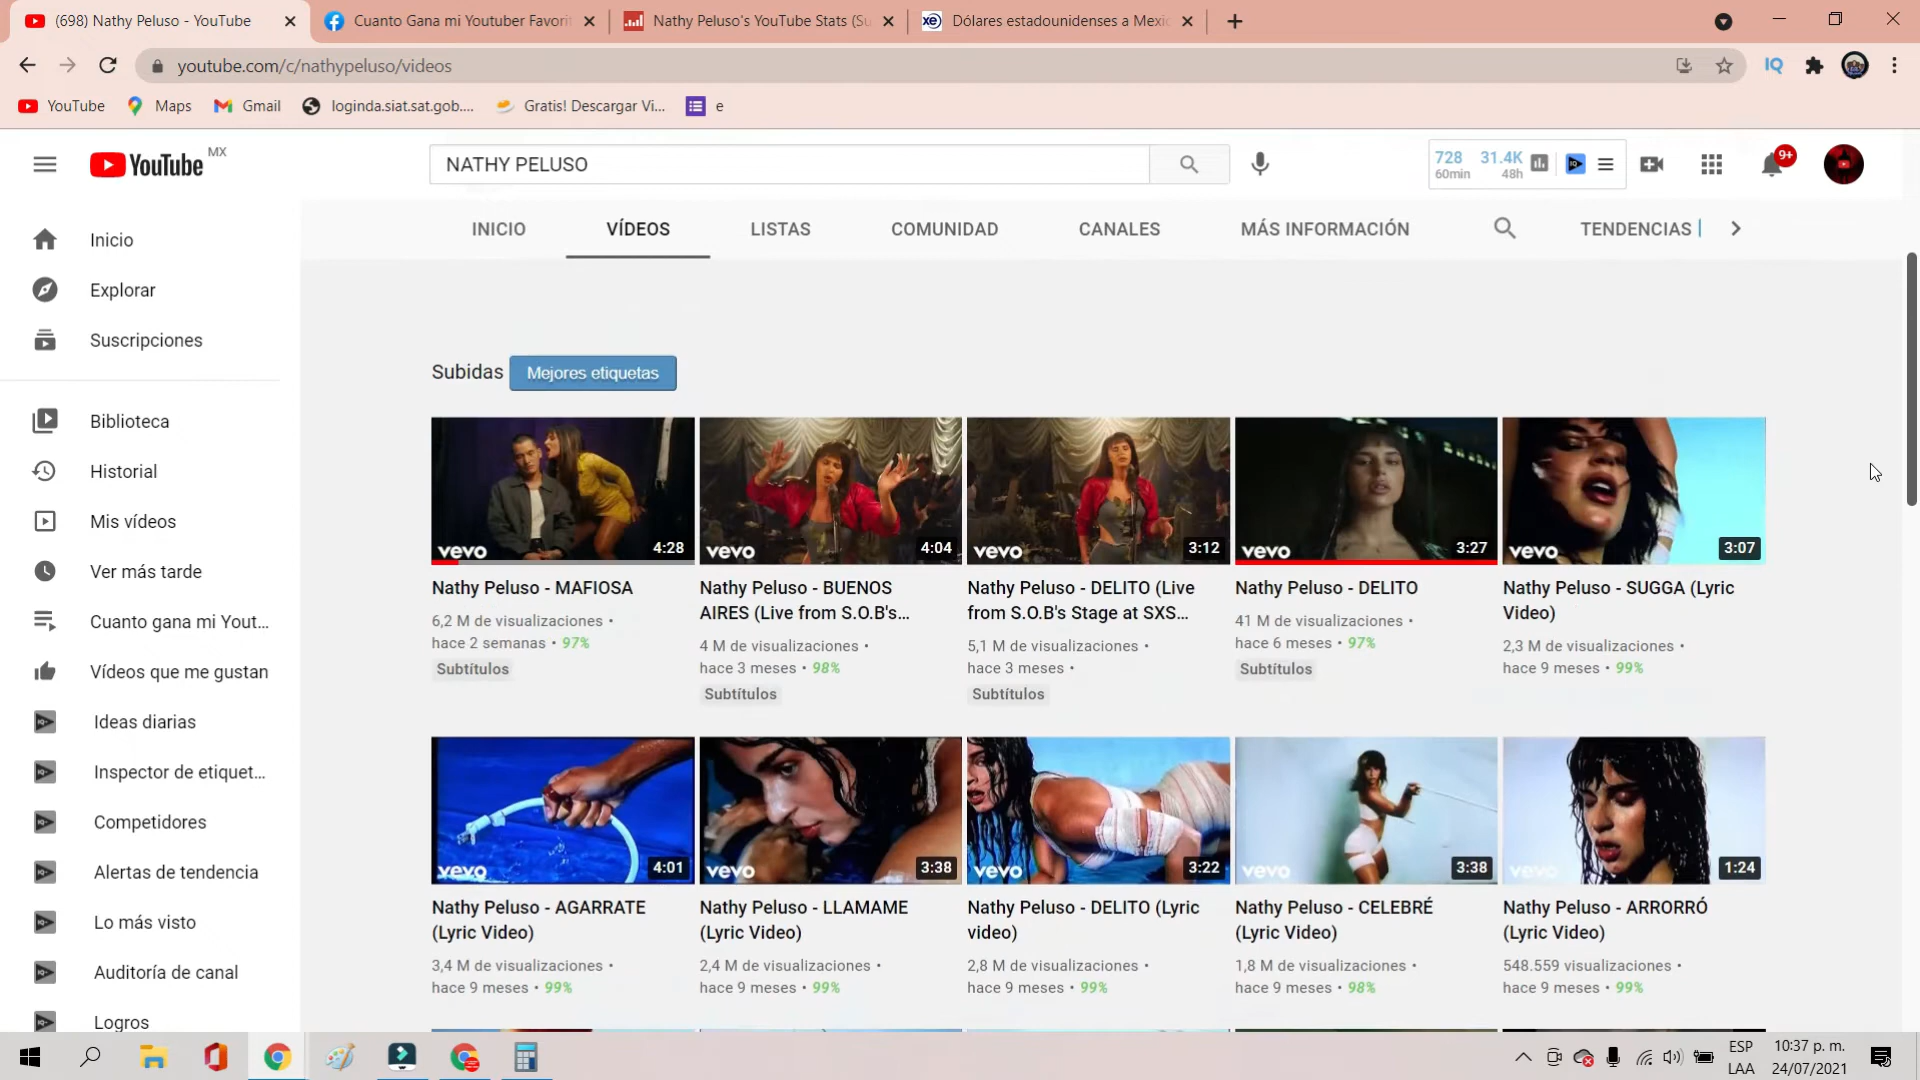 (698) Nathy Peluso - YouTube
Cuanto Gana mi Youtuber Favorit
Nathy Peluso's YouTube Stats (Su
xe Dólares estadounidenses a Mexic
youtube.com/c/nathypeluso/videos
IQ
YouTube Maps Gmail loginda.siat.sat.gob.... Gratis! Descargar Vi... e
YouTube MX
NATHY PELUSO
728 31.4K
60min 48h
9+
INICIO VÍDEOS LISTAS COMUNIDAD CANALES MÁS INFORMACIÓN TENDENCIAS
Inicio
Explorar
Suscripciones
Biblioteca
Historial
Mis vídeos
Ver más tarde
Cuanto gana mi Yout...
Vídeos que me gustan
Ideas diarias
Inspector de etiquet...
Competidores
Alertas de tendencia
Lo más visto
Auditoría de canal
Logros
Subidas Mejores etiquetas
vevo 4:28
Nathy Peluso - MAFIOSA
6,2 M de visualizaciones •
hace 2 semanas • 97%
Subtítulos
vevo 4:04
Nathy Peluso - BUENOS
AIRES (Live from S.O.B's...
4 M de visualizaciones •
hace 3 meses • 98%
Subtítulos
vevo 3:12
Nathy Peluso - DELITO (Live
from S.O.B's Stage at SXS...
5,1 M de visualizaciones •
hace 3 meses •
Subtítulos
vevo 3:27
Nathy Peluso - DELITO
41 M de visualizaciones •
hace 6 meses • 97%
Subtítulos
vevo 3:07
Nathy Peluso - SUGGA (Lyric
Video)
2,3 M de visualizaciones •
hace 9 meses • 99%
vevo 4:01
Nathy Peluso - AGARRATE
(Lyric Video)
3,4 M de visualizaciones •
hace 9 meses • 99%
vevo 3:38
Nathy Peluso - LLAMAME
(Lyric Video)
2,4 M de visualizaciones •
hace 9 meses • 99%
vevo 3:22
Nathy Peluso - DELITO (Lyric
video)
2,8 M de visualizaciones •
hace 9 meses • 99%
vevo 3:38
Nathy Peluso - CELEBRÉ
(Lyric Video)
1,8 M de visualizaciones •
hace 9 meses • 98%
vevo 1:24
Nathy Peluso - ARRORRÓ
(Lyric Video)
548.559 visualizaciones •
hace 9 meses • 99%
ESP
LAA
10:37 p. m.
24/07/2021